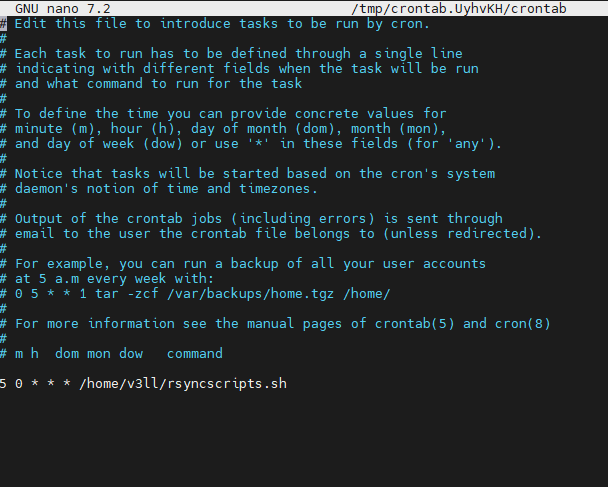 GNU nano 7.2 /tmp/crontab.UyhvKH/crontab
# Edit this file to introduce tasks to be run by cron.
#
# Each task to run has to be defined through a single line
# indicating with different fields when the task will be run
# and what command to run for the task
#
# To define the time you can provide concrete values for
# minute (m), hour (h), day of month (dom), month (mon),
# and day of week (dow) or use '*' in these fields (for 'any').
#
# Notice that tasks will be started based on the cron's system
# daemon's notion of time and timezones.
#
# Output of the crontab jobs (including errors) is sent through
# email to the user the crontab file belongs to (unless redirected).
#
# For example, you can run a backup of all your user accounts
# at 5 a.m every week with:
# 0 5 * * 1 tar -zcf /var/backups/home.tgz /home/
#
# For more information see the manual pages of crontab(5) and cron(8)
#
# m h  dom mon dow   command
5 0 * * * /home/v3ll/rsyncscripts.sh